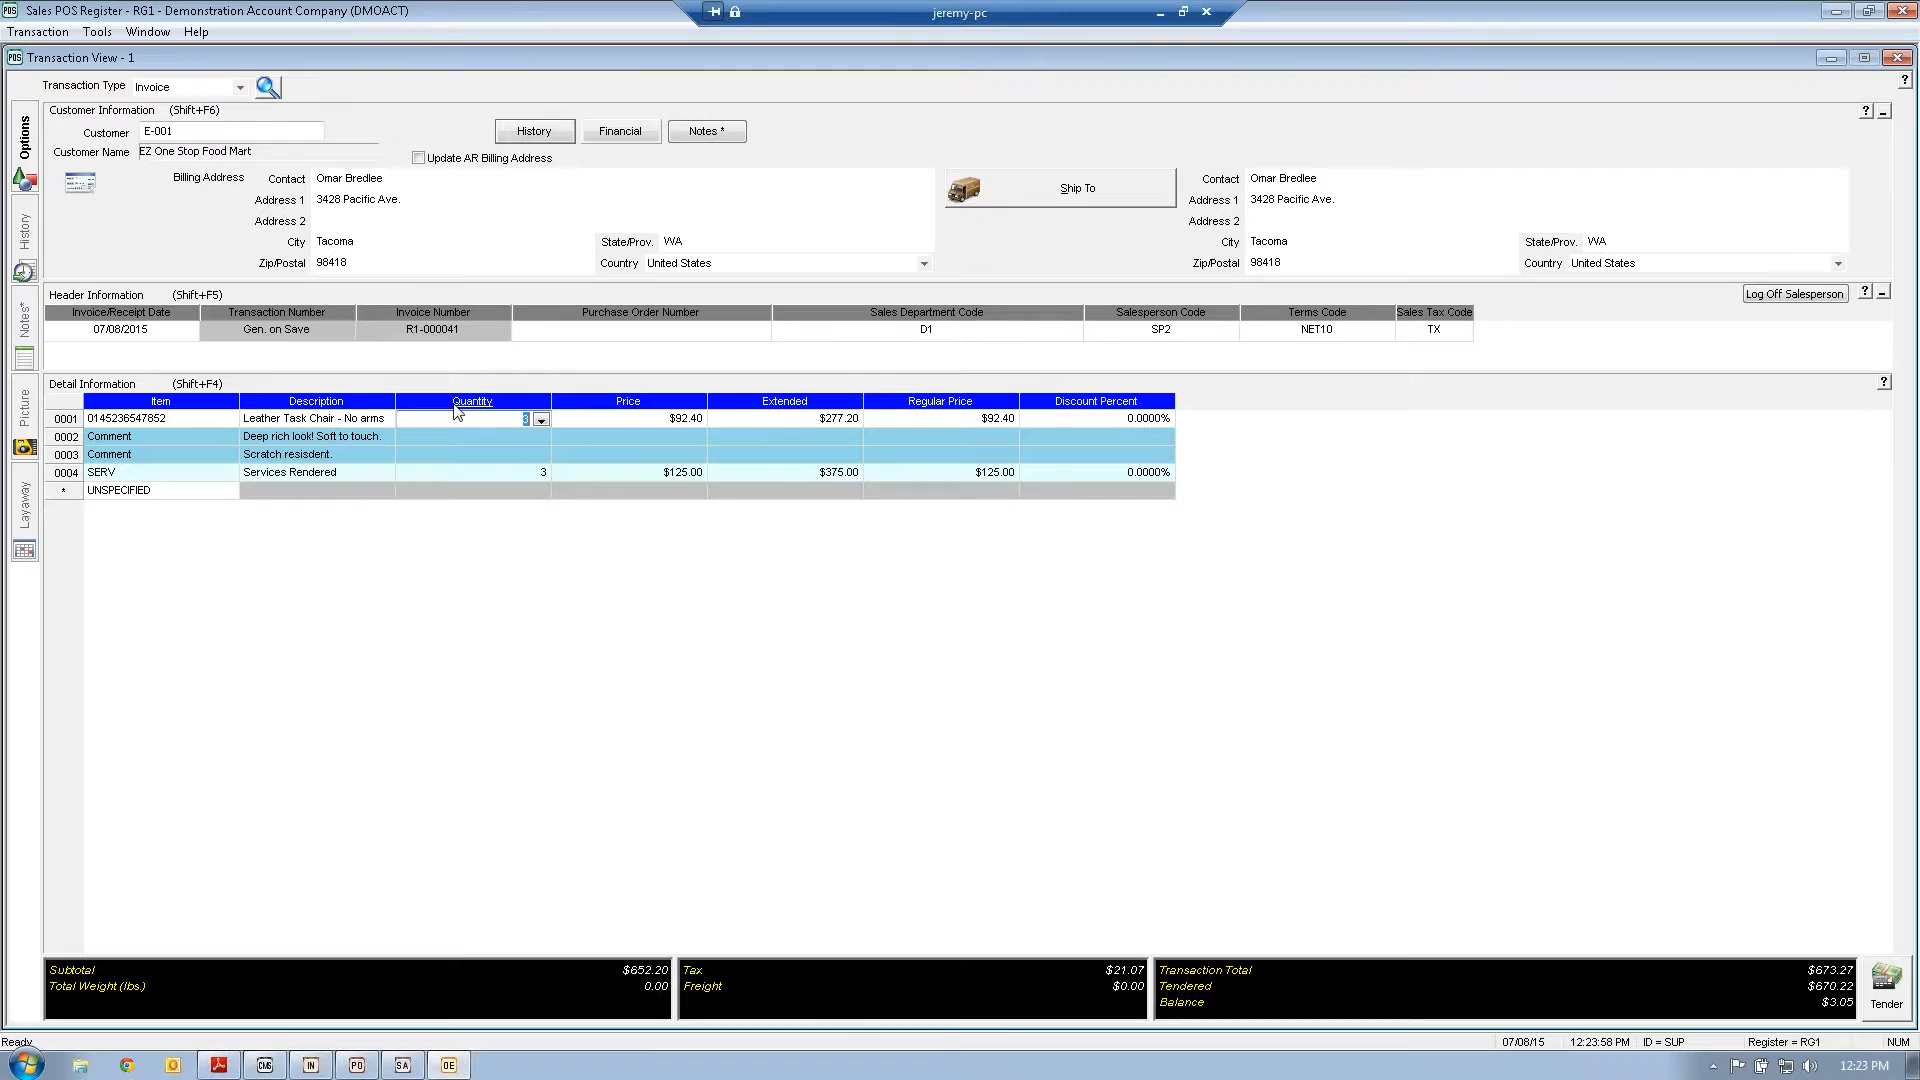 Sales POS Register - RG1 - Demonstration Account Company (DMOACT)
jeremy-pc
Transaction Tools Window Help
Transaction View - 1
Transaction Type Invoice
Customer Information (Shift+F6)
Customer E-001 History Financial Notes *
Customer Name EZ One Stop Food Mart
Update AR Billing Address
Billing Address Contact Omar Bredlee Ship To Contact Omar Bredlee
Address 1 3428 Pacific Ave. Address 1 3428 Pacific Ave.
Address 2 Address 2
City Tacoma State/Prov. WA City Tacoma State/Prov. WA
Zip/Postal 98418 Country United States Zip/Postal 98418 Country United States
Options
History
Notes*
Picture
Layaway
Header Information (Shift+F5) Log Off Salesperson
Invoice/Receipt Date Transaction Number Invoice Number Purchase Order Number Sales Department Code Salesperson Code Terms Code Sales Tax Code
07/08/2015 Gen. on Save R1-000041 D1 SP2 NET10 TX
Detail Information (Shift+F4)
Item Description Quantity Price Extended Regular Price Discount Percent
0001 0145236547852 Leather Task Chair - No arms 3 $92.40 $277.20 $92.40 0.0000%
0002 Comment Deep rich look! Soft to touch.
0003 Comment Scratch resisdent.
0004 SERV Services Rendered 3 $125.00 $375.00 $125.00 0.0000%
* UNSPECIFIED
Subtotal $652.20 Tax $21.07 Transaction Total $673.27
Total Weight (lbs.) 0.00 Freight $0.00 Tendered $670.22
Balance $3.05
Tender
Ready 07/08/15 12:23:58 PM ID = SUP Register = RG1 NUM
CMS IN PO SA OE 12:23 PM